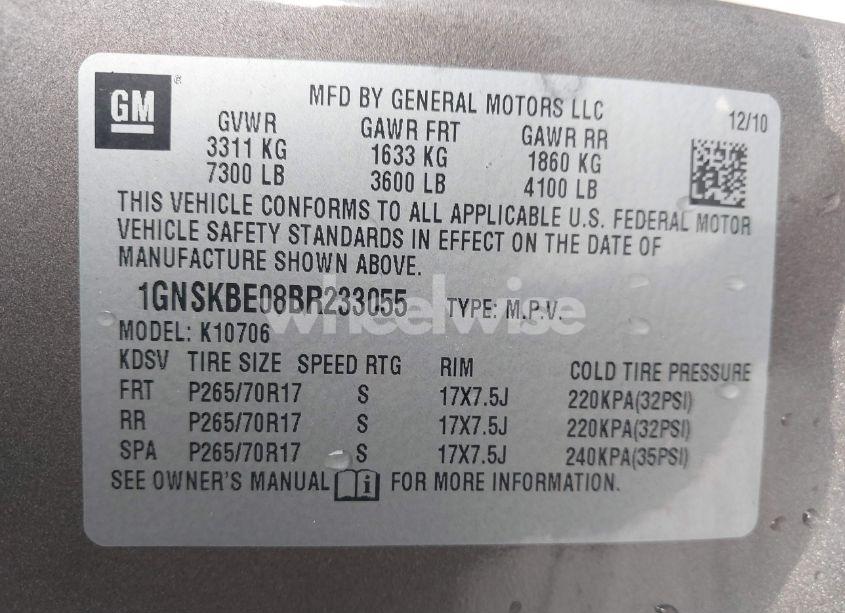 GM ®
MFD BY GENERAL MOTORS LLC
12/10
GVWR GAWR FRT GAWR RR
3311 KG 1633 KG 1860 KG
7300 LB 3600 LB 4100 LB
THIS VEHICLE CONFORMS TO ALL APPLICABLE U.S. FEDERAL MOTOR
VEHICLE SAFETY STANDARDS IN EFFECT ON THE DATE OF
MANUFACTURE SHOWN ABOVE.
1GNSKBE08BR233055 TYPE: M.P.V.
wheelwise
MODEL: K10706
KDSV TIRE SIZE SPEED RTG RIM COLD TIRE PRESSURE
FRT P265/70R17 S 17X7.5J 220KPA(32PSI)
RR P265/70R17 S 17X7.5J 220KPA(32PSI)
SPA P265/70R17 S 17X7.5J 240KPA(35PSI)
SEE OWNER'S MANUAL i FOR MORE INFORMATION.